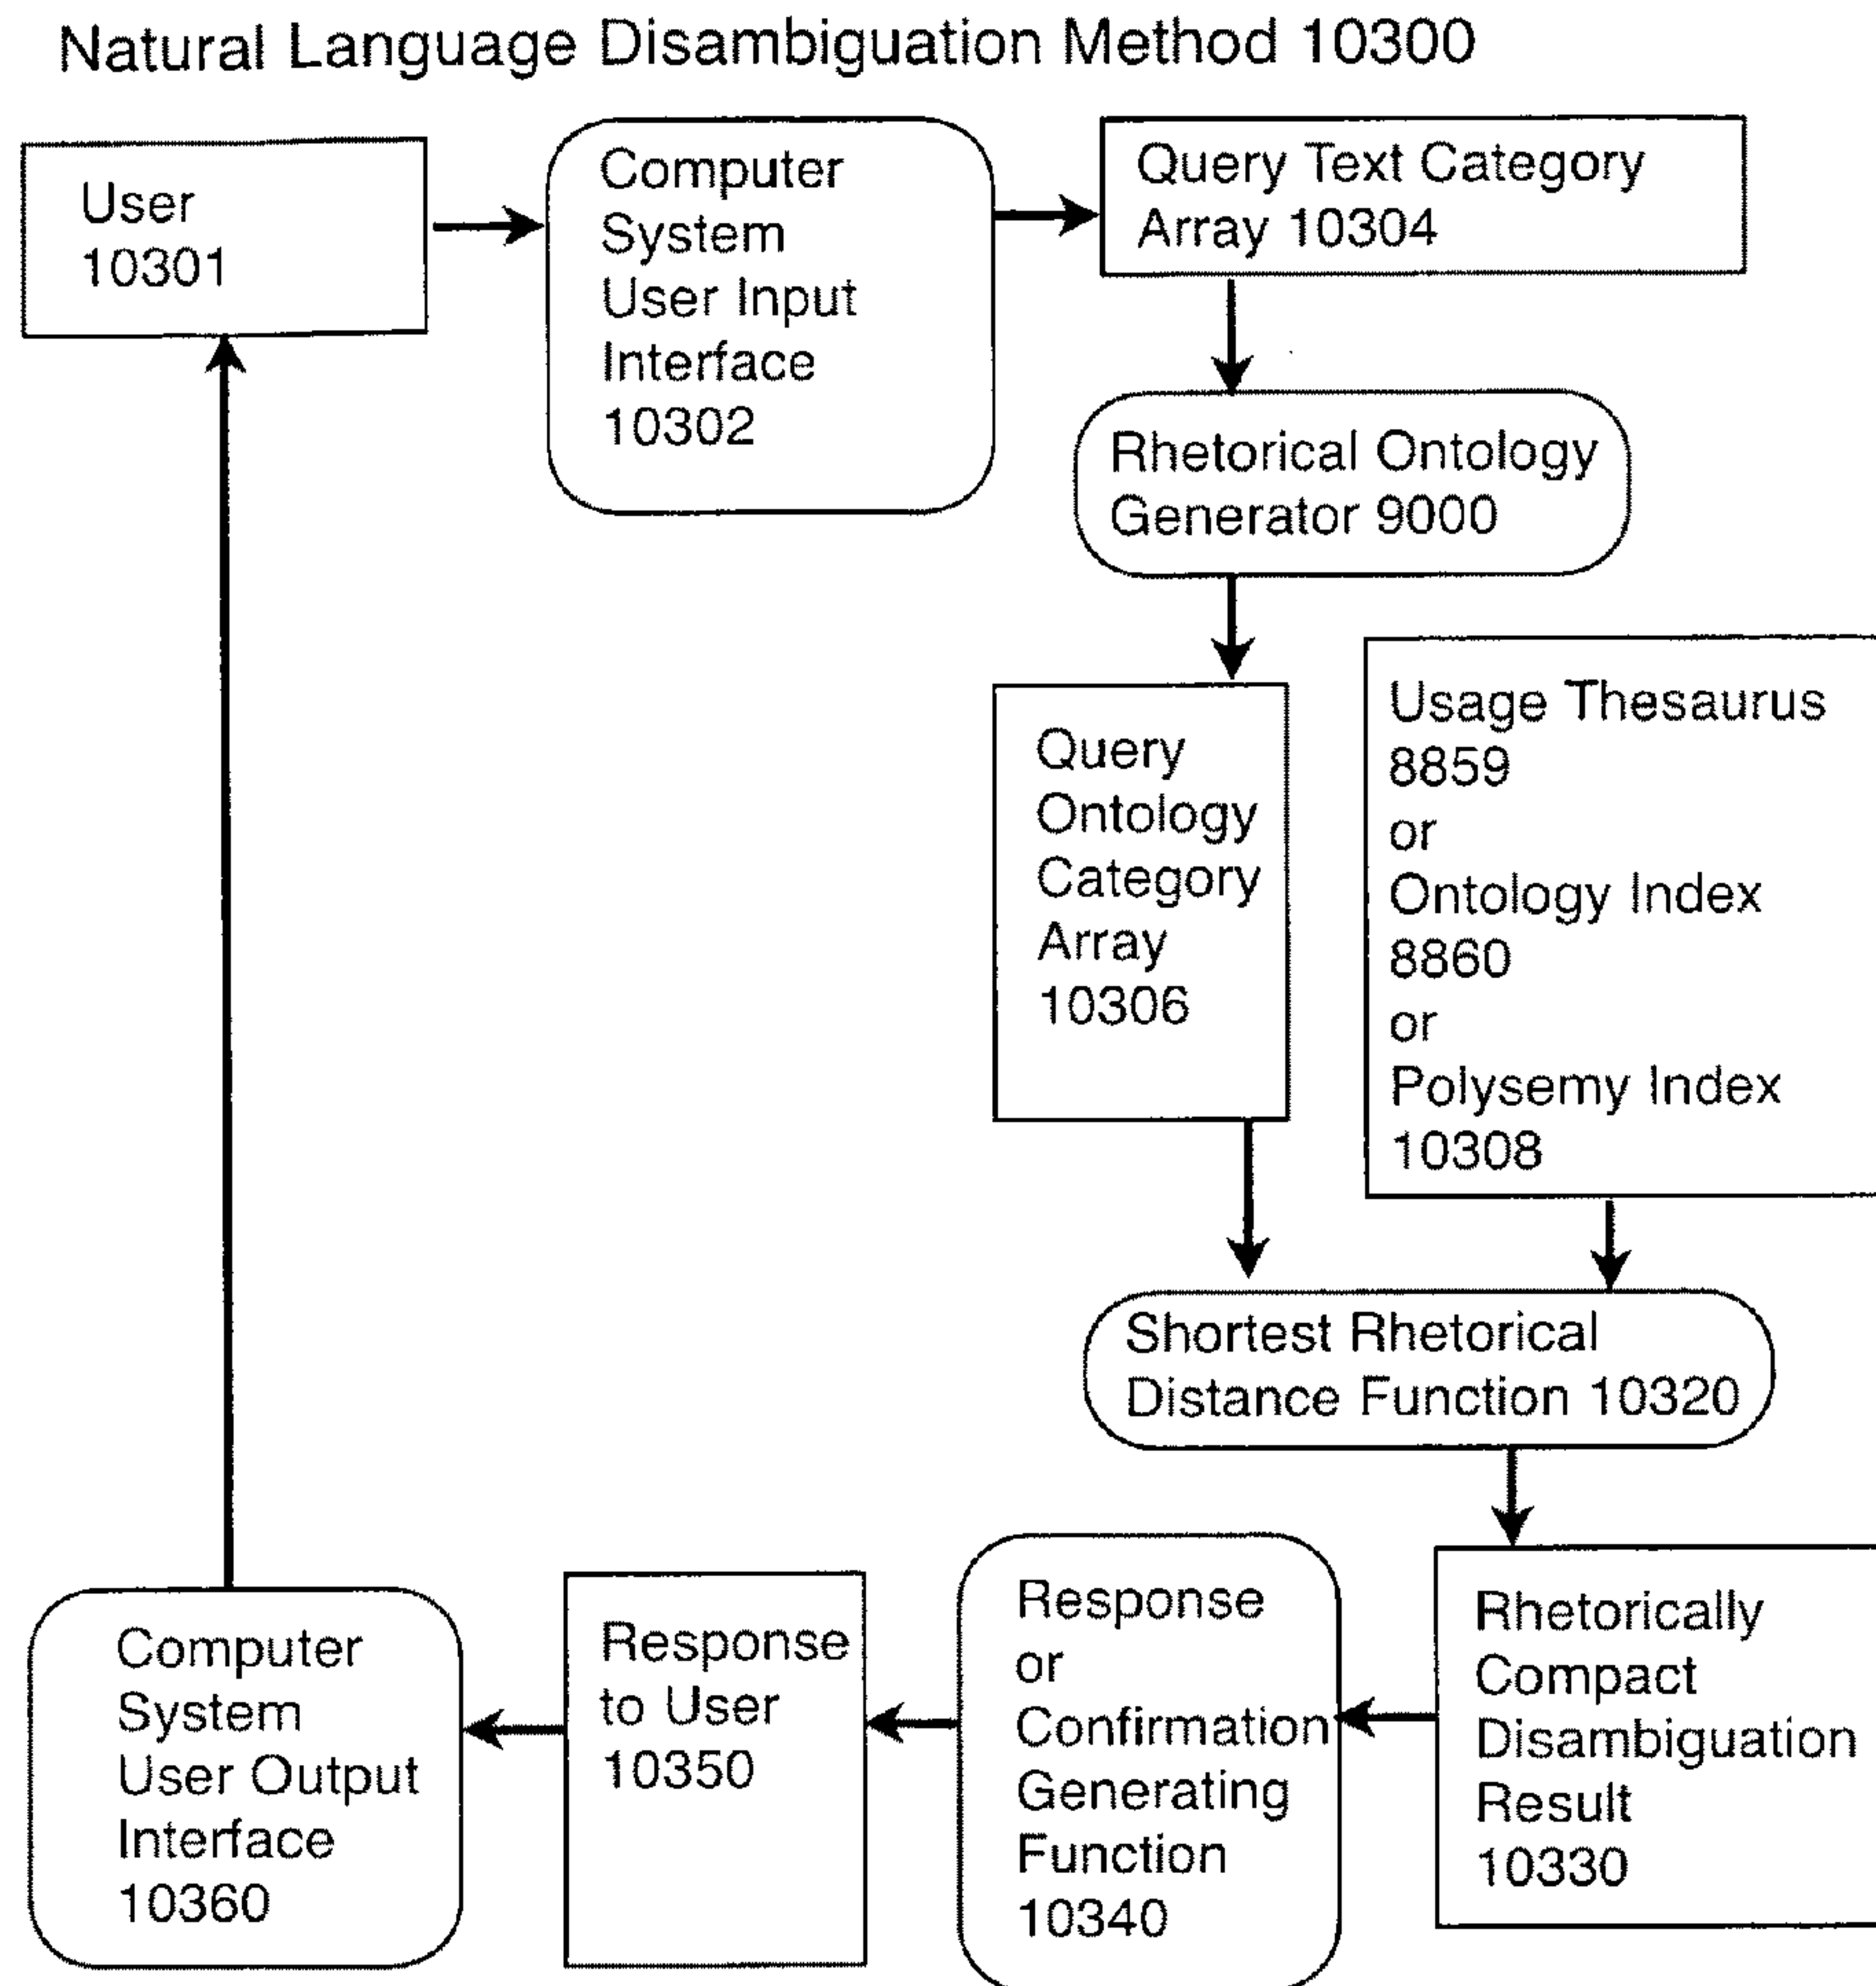 Natural Language Disambiguation Method 10300
User
10301
Computer
System
User Input
Interface
10302
Query Text Category
Array 10304
Rhetorical Ontology
Generator 9000
Query
Ontology
Category
Array
10306
Usage Thesaurus
8859
or
Ontology Index
8860
or
Polysemy Index
10308
Shortest Rhetorical
Distance Function 10320
Rhetorically
Compact
Disambiguation
Result
10330
Response
or
Confirmation
Generating
Function
10340
Response
to User
10350
Computer
System
User Output
Interface
10360